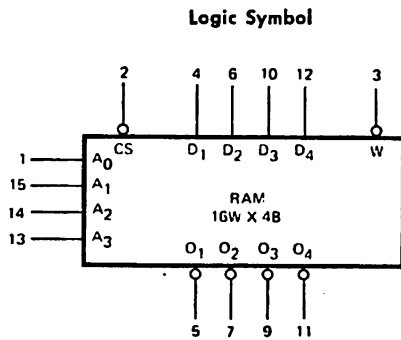 Logic Symbol
2 4 6 10 12 3
CS D1 D2 D3 D4 W
1 A0
15 A1
14 A2
13 A3
RAM
16W X 4B
O1 O2 O3 O4
5 7 9 11